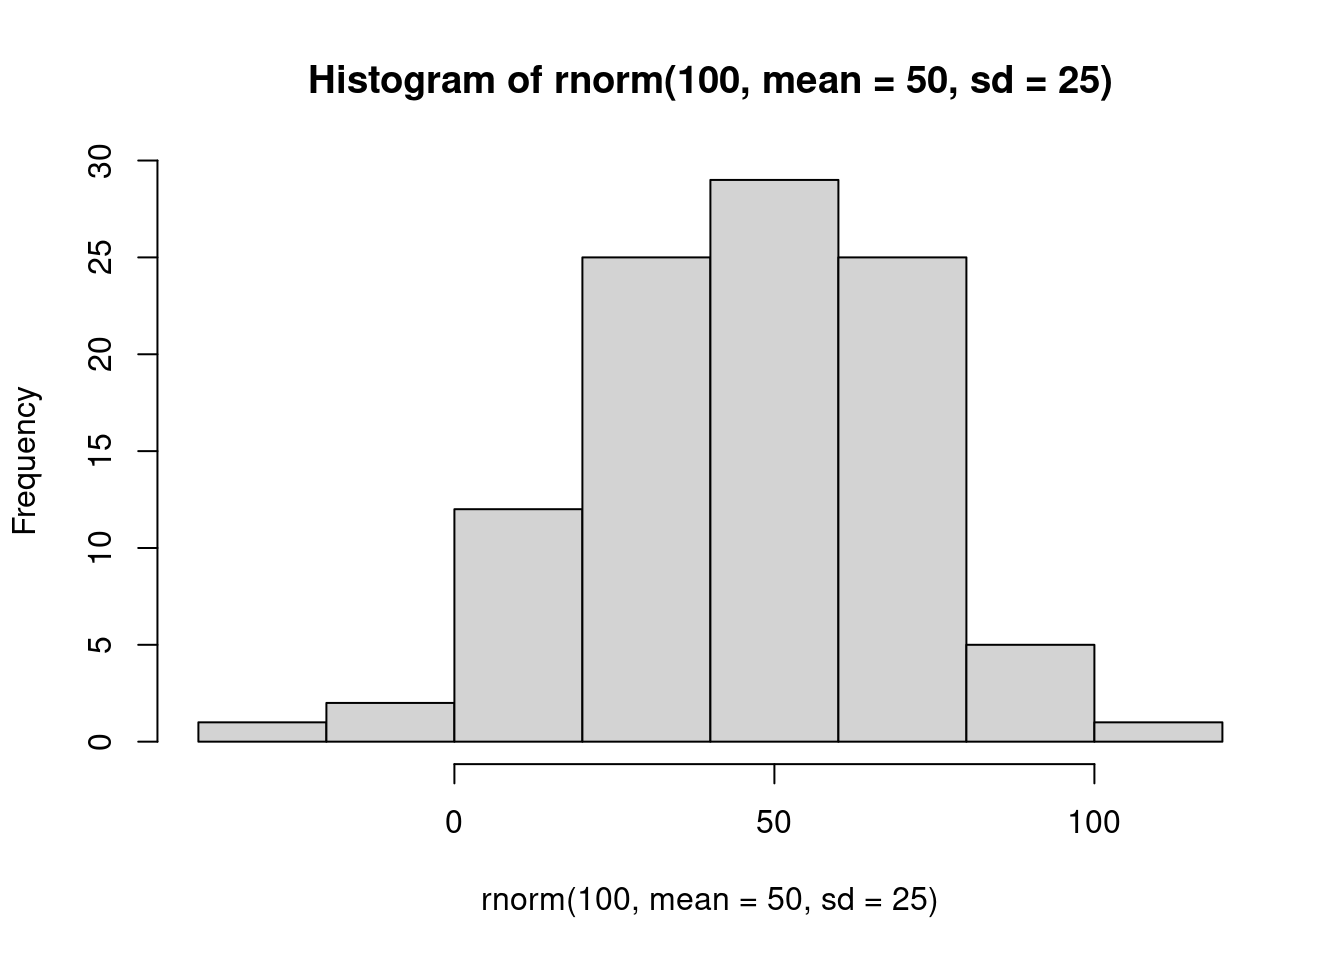 Histogram of rnorm(100, mean = 50, sd = 25)
30
25
20
15
10
5
0
Frequency
0 50 100
rnorm(100, mean = 50, sd = 25)